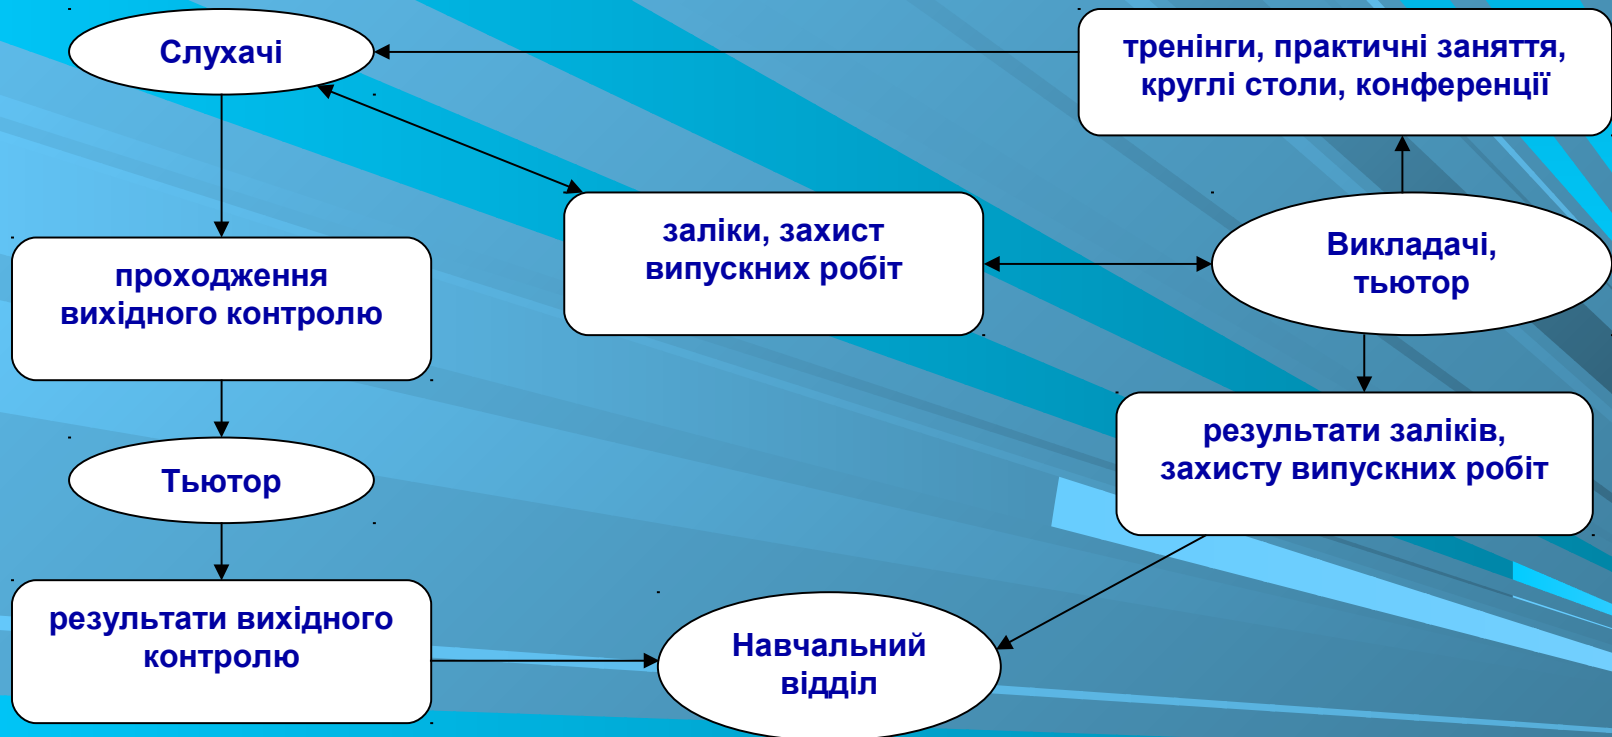 Слухачі
тренінги, практичні заняття,
круглі столи, конференції
заліки, захист
випускних робіт
Викладачі,
тьютор
проходження
вихідного контролю
результати заліків,
захисту випускних робіт
Тьютор
результати вихідного
контролю
Навчальний
відділ